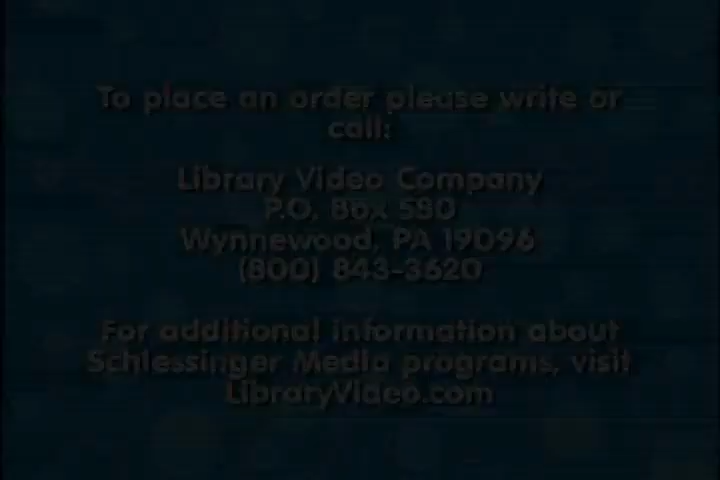 To place an order please write or
call:
Library Video Company
P.O. Box 580
Wynnewood, PA 19096
(800) 843-3620
For additional information about
Schlessinger Media programs, visit
LibraryVideo.com